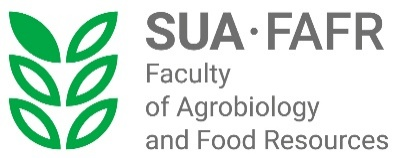 SUA·FAFR
Faculty
of Agrobiology
and Food Resources